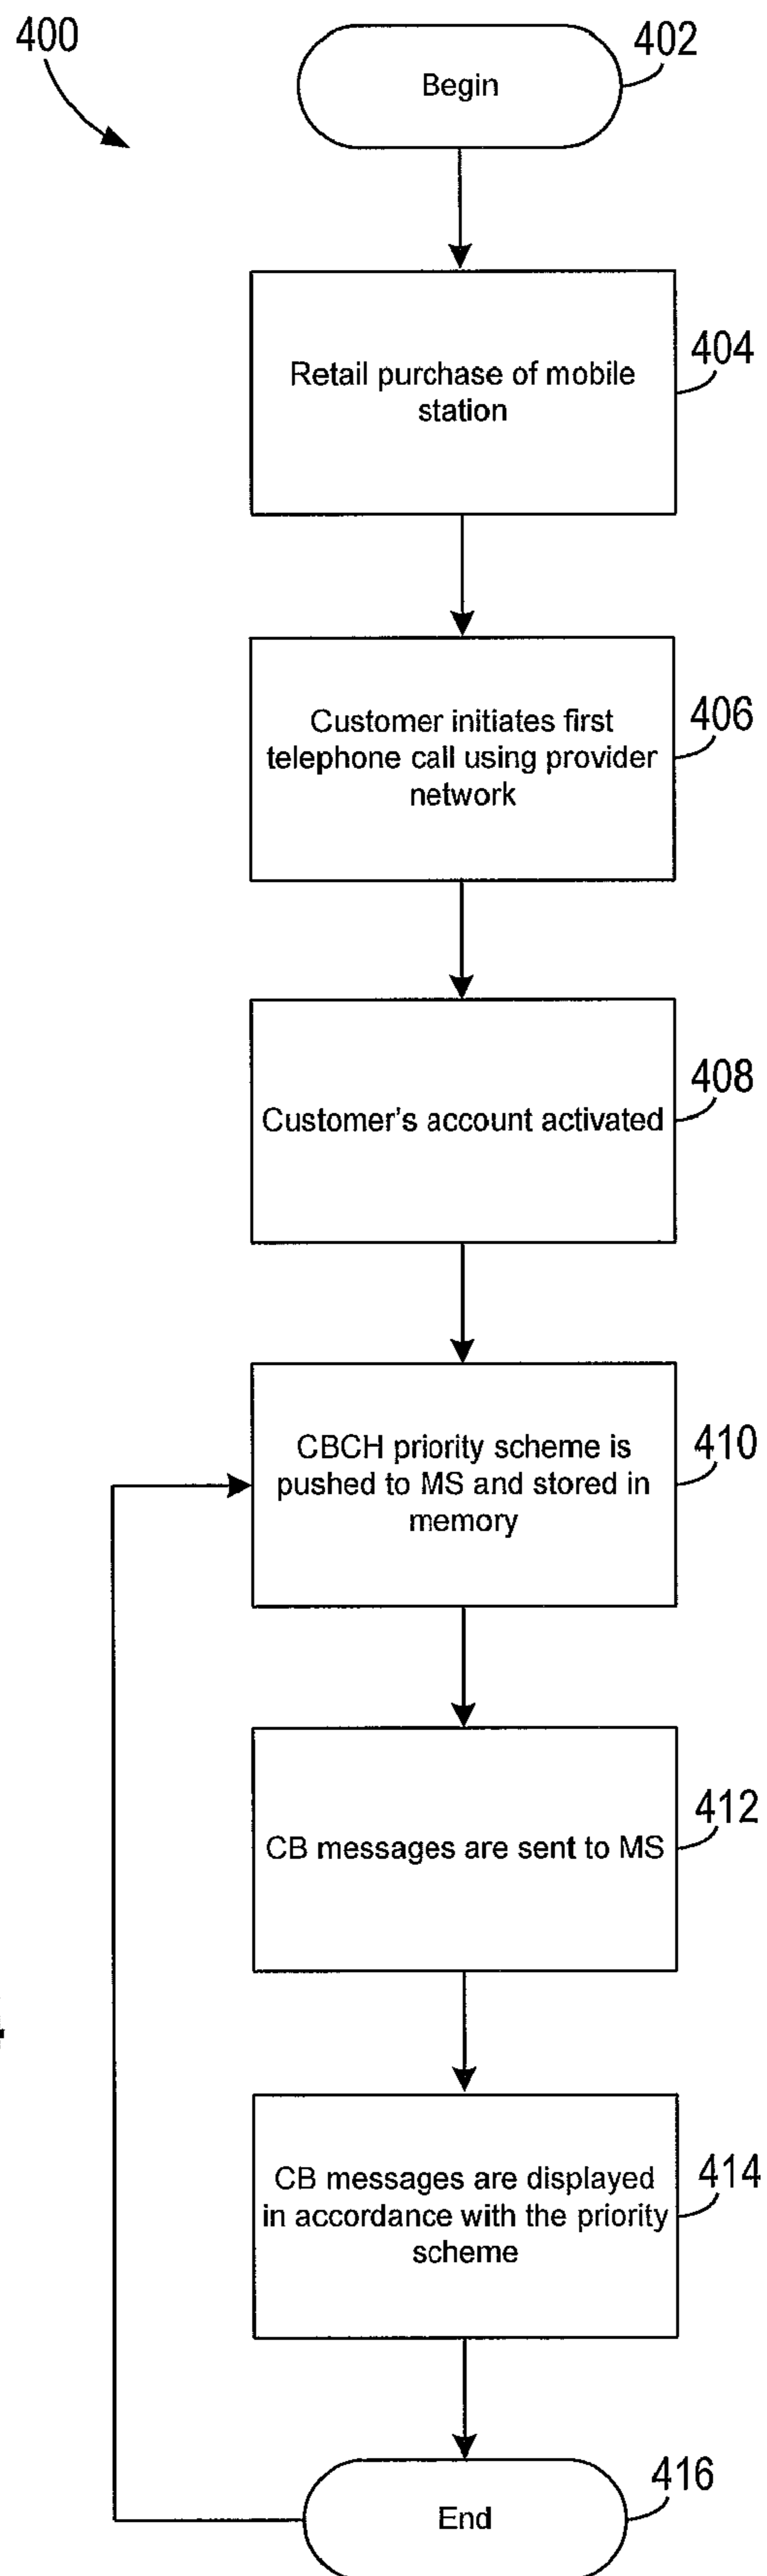 400
402
Begin
404
Retail purchase of mobile
station
406
Customer initiates first
telephone call using provider
network
408
Customer's account activated
410
CBCH priority scheme is
pushed to MS and stored in
memory
412
CB messages are sent to MS
414
CB messages are displayed
in accordance with the priority
scheme
416
End